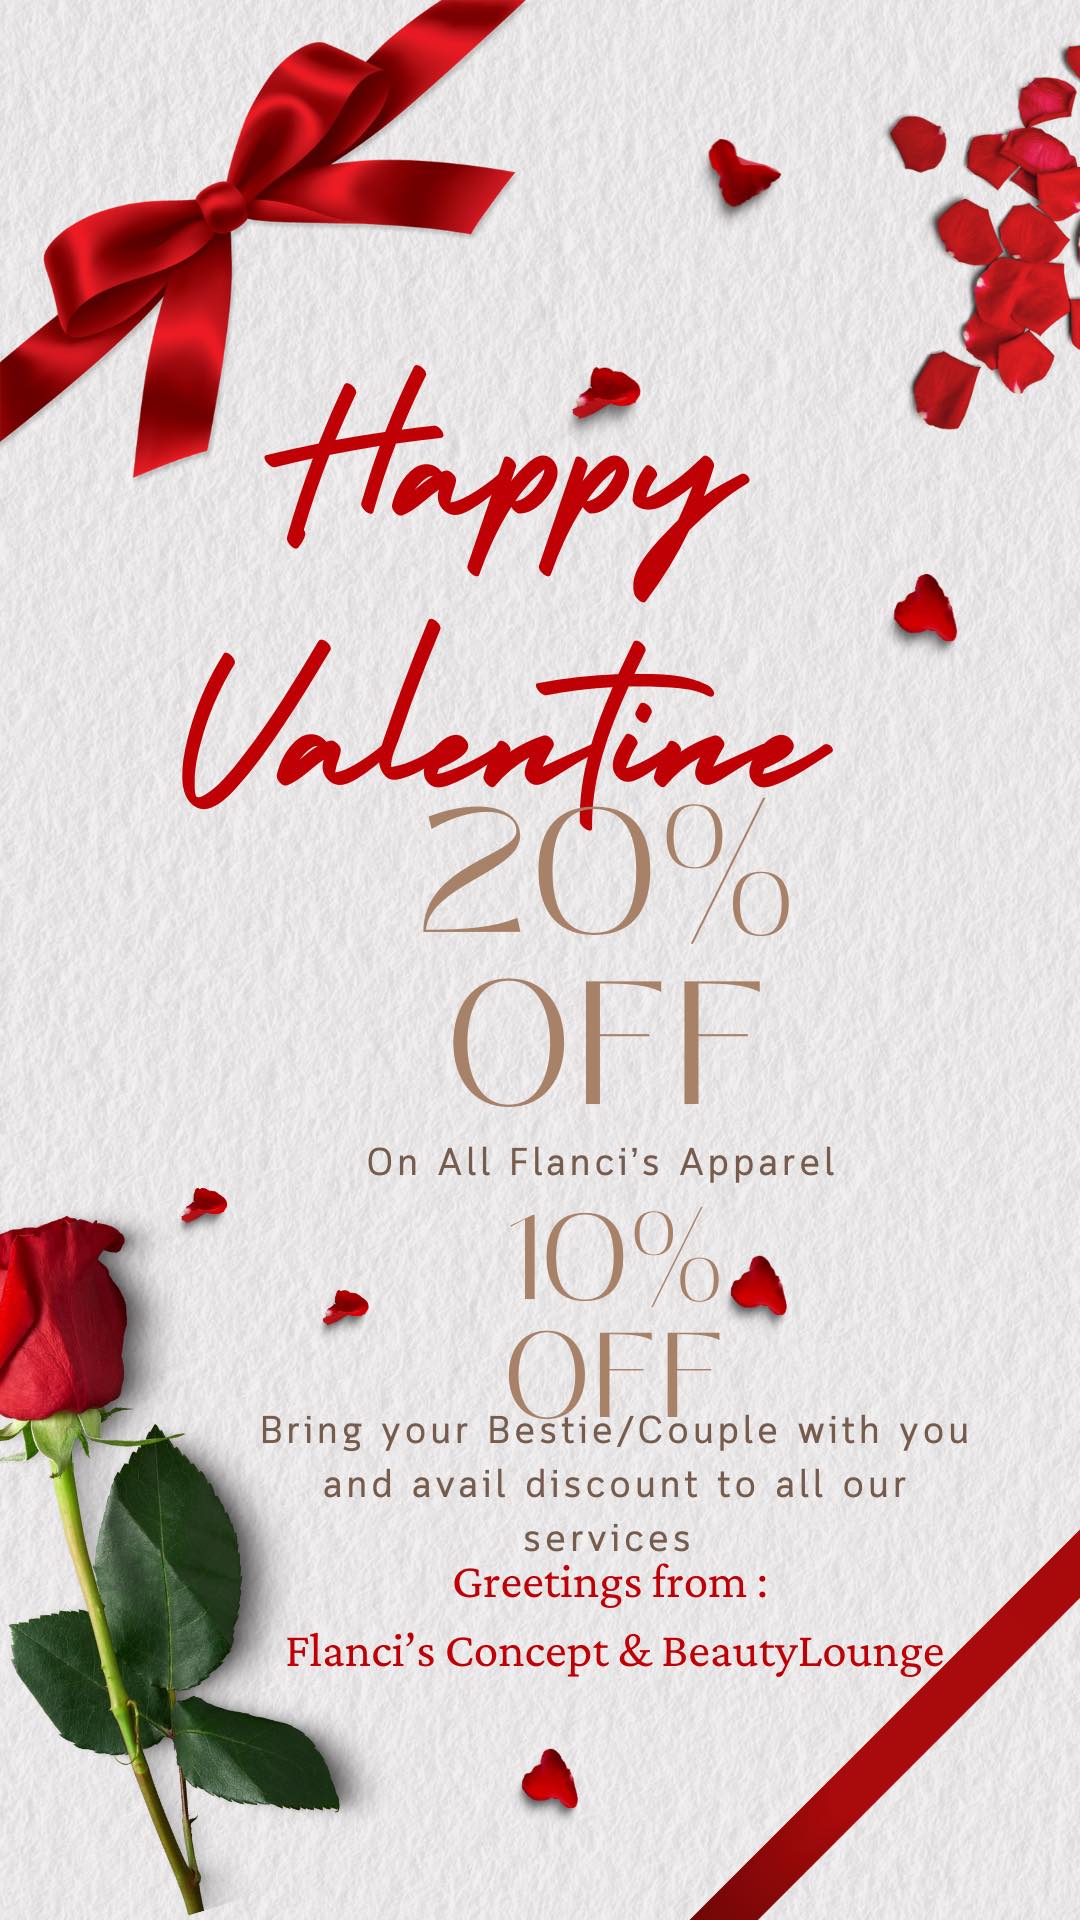 Happy
Valentine
20%
OFF
On All Flanci’s Apparel
10%
OFF
Bring your Bestie/Couple with you
and avail discount to all our
services
Greetings from :
Flanci’s Concept & BeautyLounge